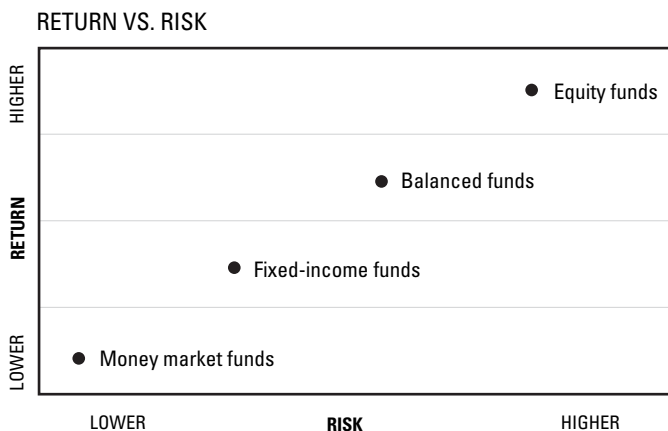 RETURN VS. RISK
HIGHER
Equity funds
Balanced funds
RETURN
Fixed-income funds
LOWER
Money market funds
LOWER
RISK
HIGHER